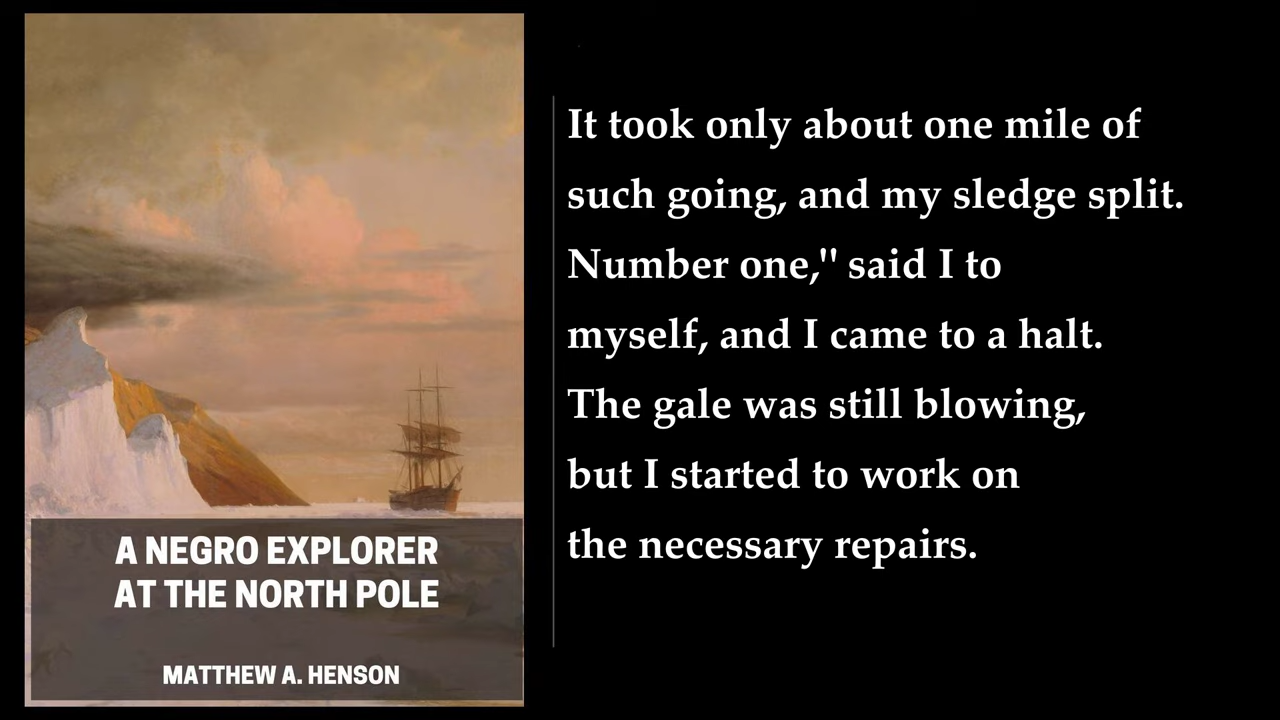 It took only about one mile of
such going, and my sledge split.
Number one," said I to
myself, and I came to a halt.
The gale was still blowing,
but I started to work on
the necessary repairs.
A NEGRO EXPLORER
AT THE NORTH POLE
MATTHEW A. HENSON